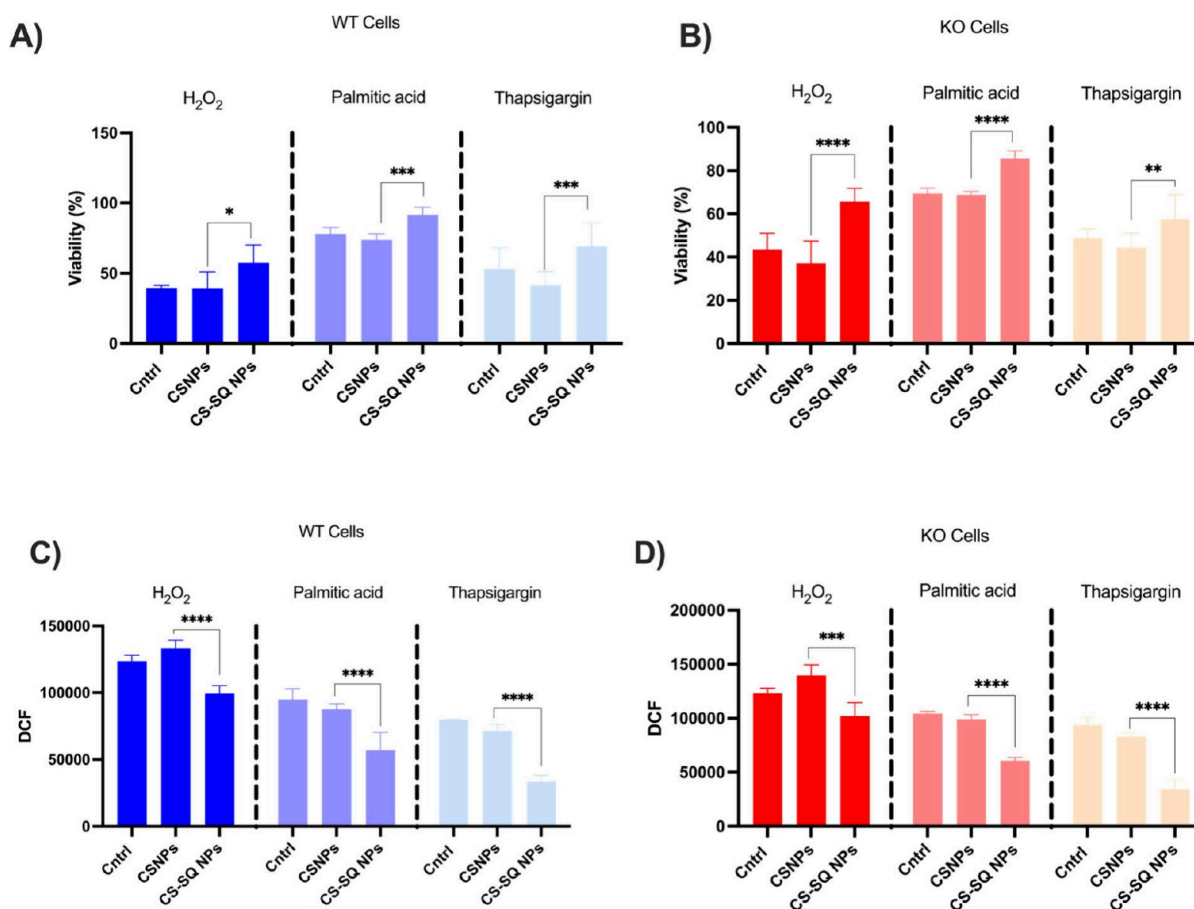 A)
WT Cells
H₂O₂ Palmitic acid Thapsigargin
150
100
50
0
Viability (%)
* *** ***
Cntrl CSNPs CS-SQ NPs Cntrl CSNPs CS-SQ NPs Cntrl CSNPs CS-SQ NPs
B)
KO Cells
H₂O₂ Palmitic acid Thapsigargin
100
80
60
40
20
0
Viability (%)
**** **** **
Cntrl CSNPs CS-SQ NPs Cntrl CSNPs CS-SQ NPs Cntrl CSNPs CS-SQ NPs
C)
WT Cells
H₂O₂ Palmitic acid Thapsigargin
150000
100000
50000
0
DCF
**** **** ****
Cntrl CSNPs CS-SQ NPs Cntrl CSNPs CS-SQ NPs Cntrl CSNPs CS-SQ NPs
D)
KO Cells
H₂O₂ Palmitic acid Thapsigargin
200000
150000
100000
50000
0
DCF
*** **** ****
Cntrl CSNPs CS-SQ NPs Cntrl CSNPs CS-SQ NPs Cntrl CSNPs CS-SQ NPs